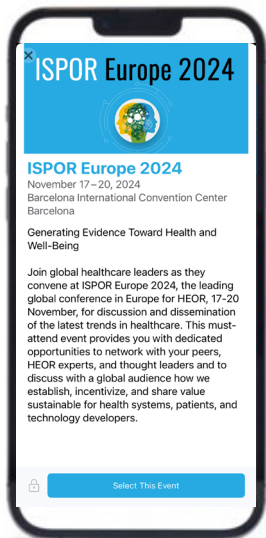 ISPOR Europe 2024
ISPOR Europe 2024
November 17–20, 2024
Barcelona International Convention Center
Barcelona
Generating Evidence Toward Health and
Well-Being
Join global healthcare leaders as they
convene at ISPOR Europe 2024, the leading
global conference in Europe for HEOR, 17-20
November, for discussion and dissemination
of the latest trends in healthcare. This must-
attend event provides you with dedicated
opportunities to network with your peers,
HEOR experts, and thought leaders and to
discuss with a global audience how we
establish, incentivize, and share value
sustainable for health systems, patients, and
technology developers.
Select This Event